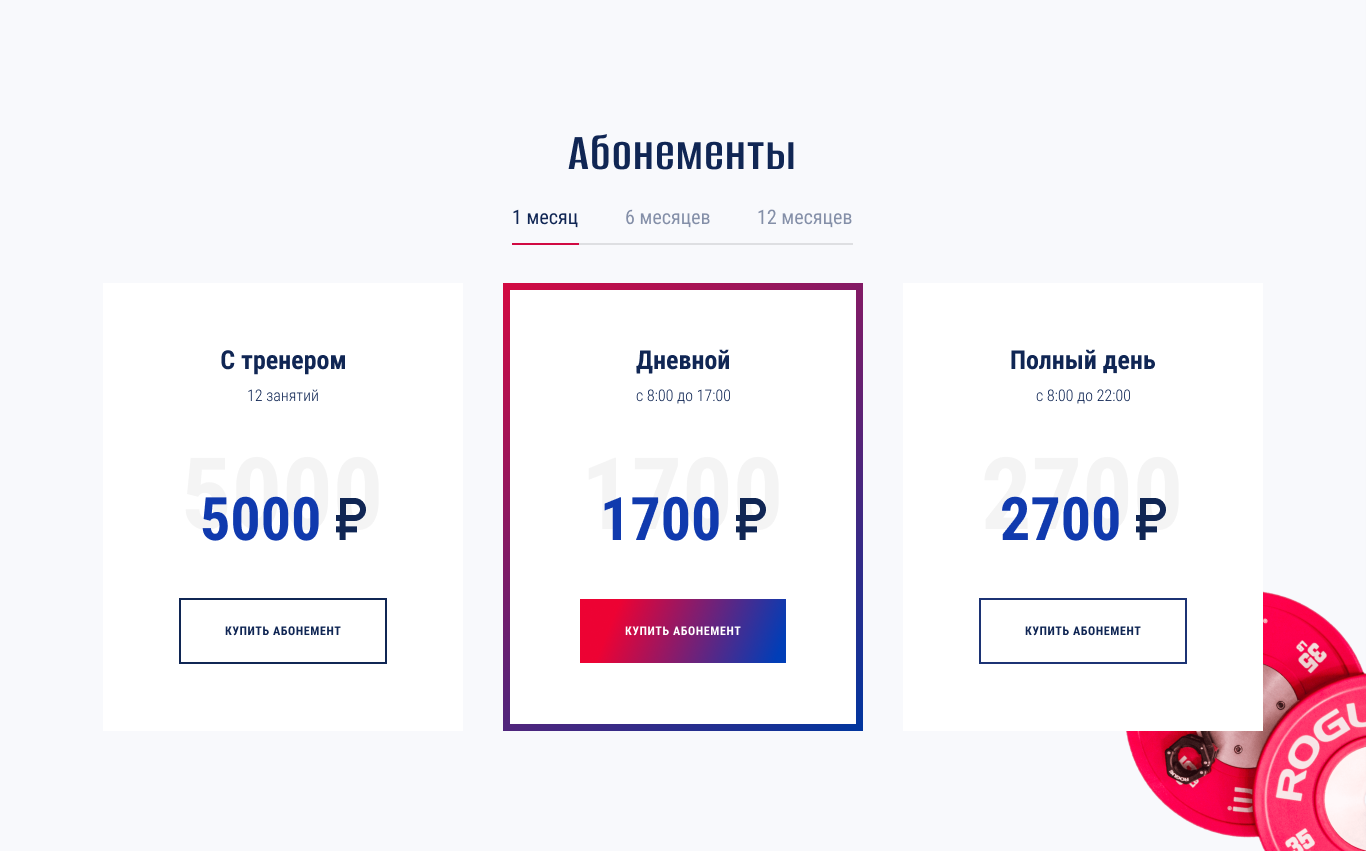 Абонементы
1 месяц
6 месяцев
12 месяцев
С тренером
12 занятий
5000
5000 ₽
КУПИТЬ АБОНЕМЕНТ
Дневной
с 8:00 до 17:00
1700
1700 ₽
КУПИТЬ АБОНЕМЕНТ
Полный день
с 8:00 до 22:00
2700
2700 ₽
КУПИТЬ АБОНЕМЕНТ
35
ROGU
35